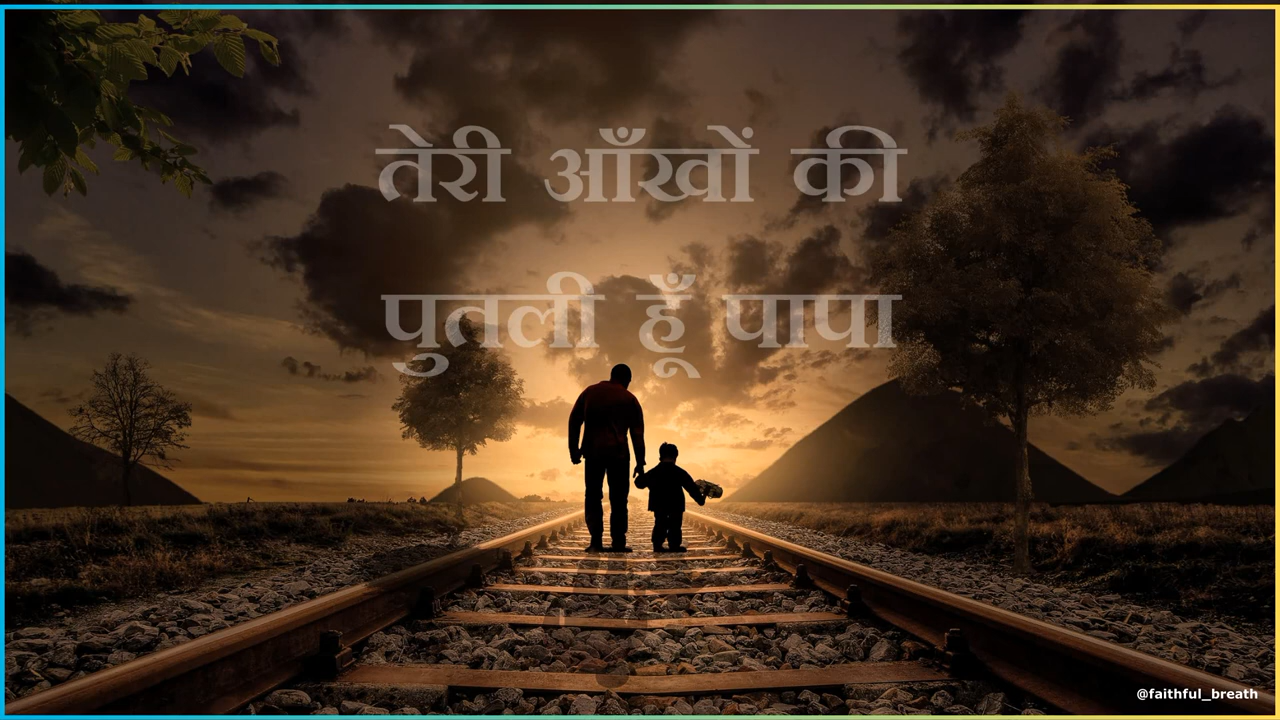 तेरी आँखों की
पुतली हूँ पापा
@faithful_breath